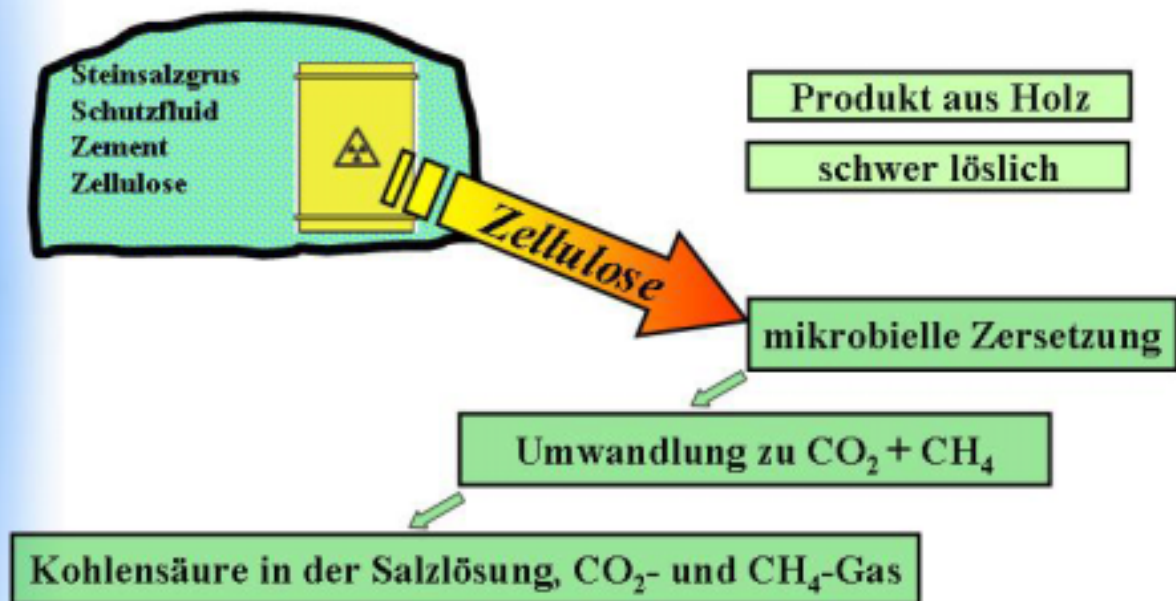 Steinsalzgrus
Schutzfluid
Zement
Zellulose
Produkt aus Holz
schwer löslich
Zellulose
mikrobielle Zersetzung
Umwandlung zu CO₂ + CH₄
Kohlensäure in der Salzlösung, CO₂- und CH₄-Gas